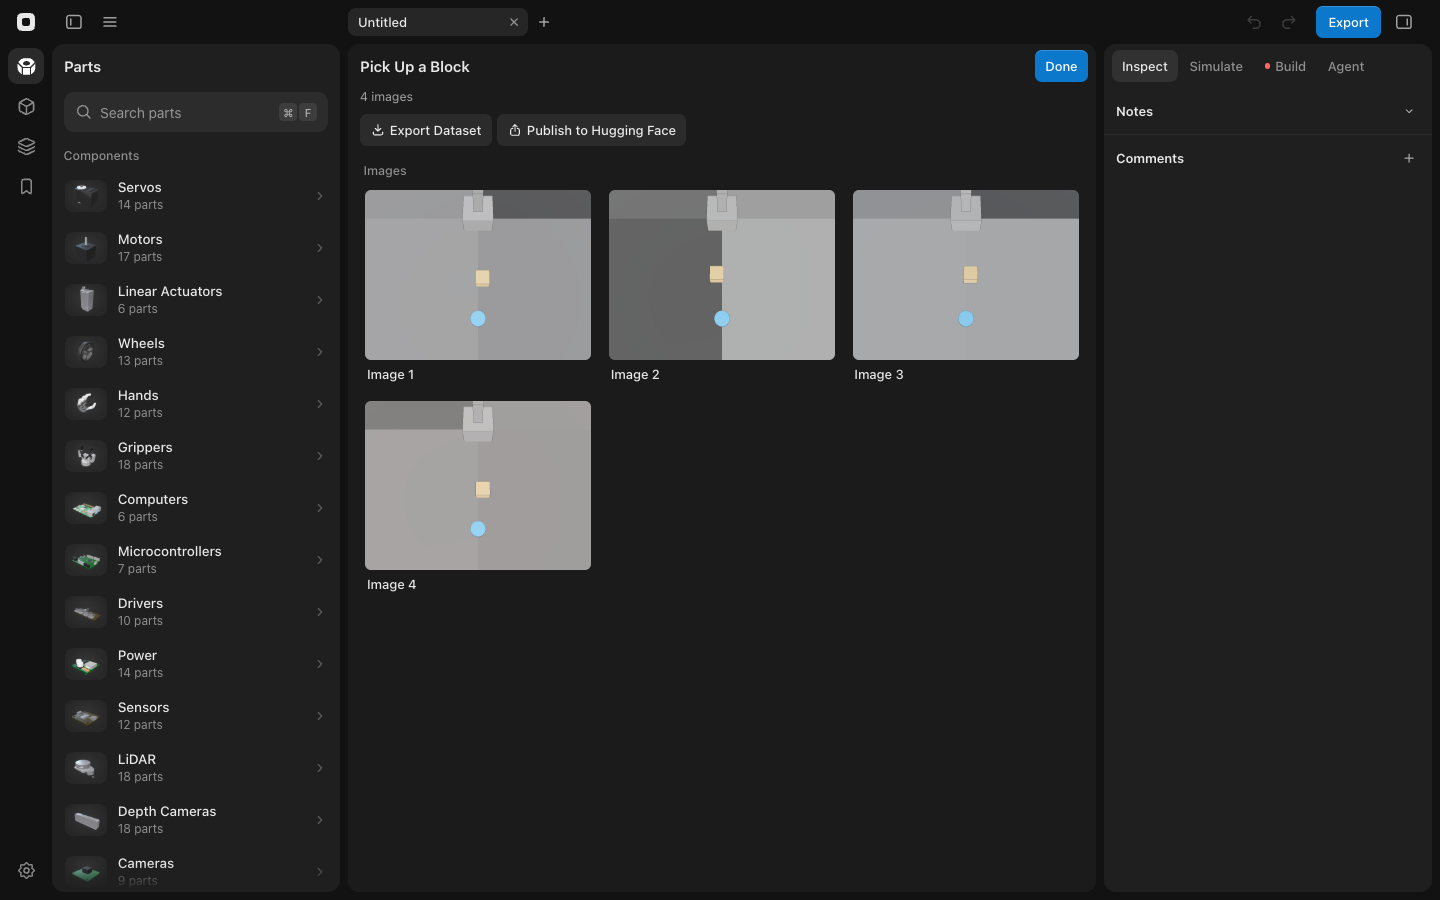 Untitled
Export
Parts
Search parts
⌘ F
Components
Servos
14 parts
Motors
17 parts
Linear Actuators
6 parts
Wheels
13 parts
Hands
12 parts
Grippers
18 parts
Computers
6 parts
Microcontrollers
7 parts
Drivers
10 parts
Power
14 parts
Sensors
12 parts
LiDAR
18 parts
Depth Cameras
18 parts
Cameras
9 parts
Pick Up a Block
Done
4 images
Export Dataset
Publish to Hugging Face
Images
Image 1
Image 2
Image 3
Image 4
Inspect
Simulate
Build
Agent
Notes
Comments